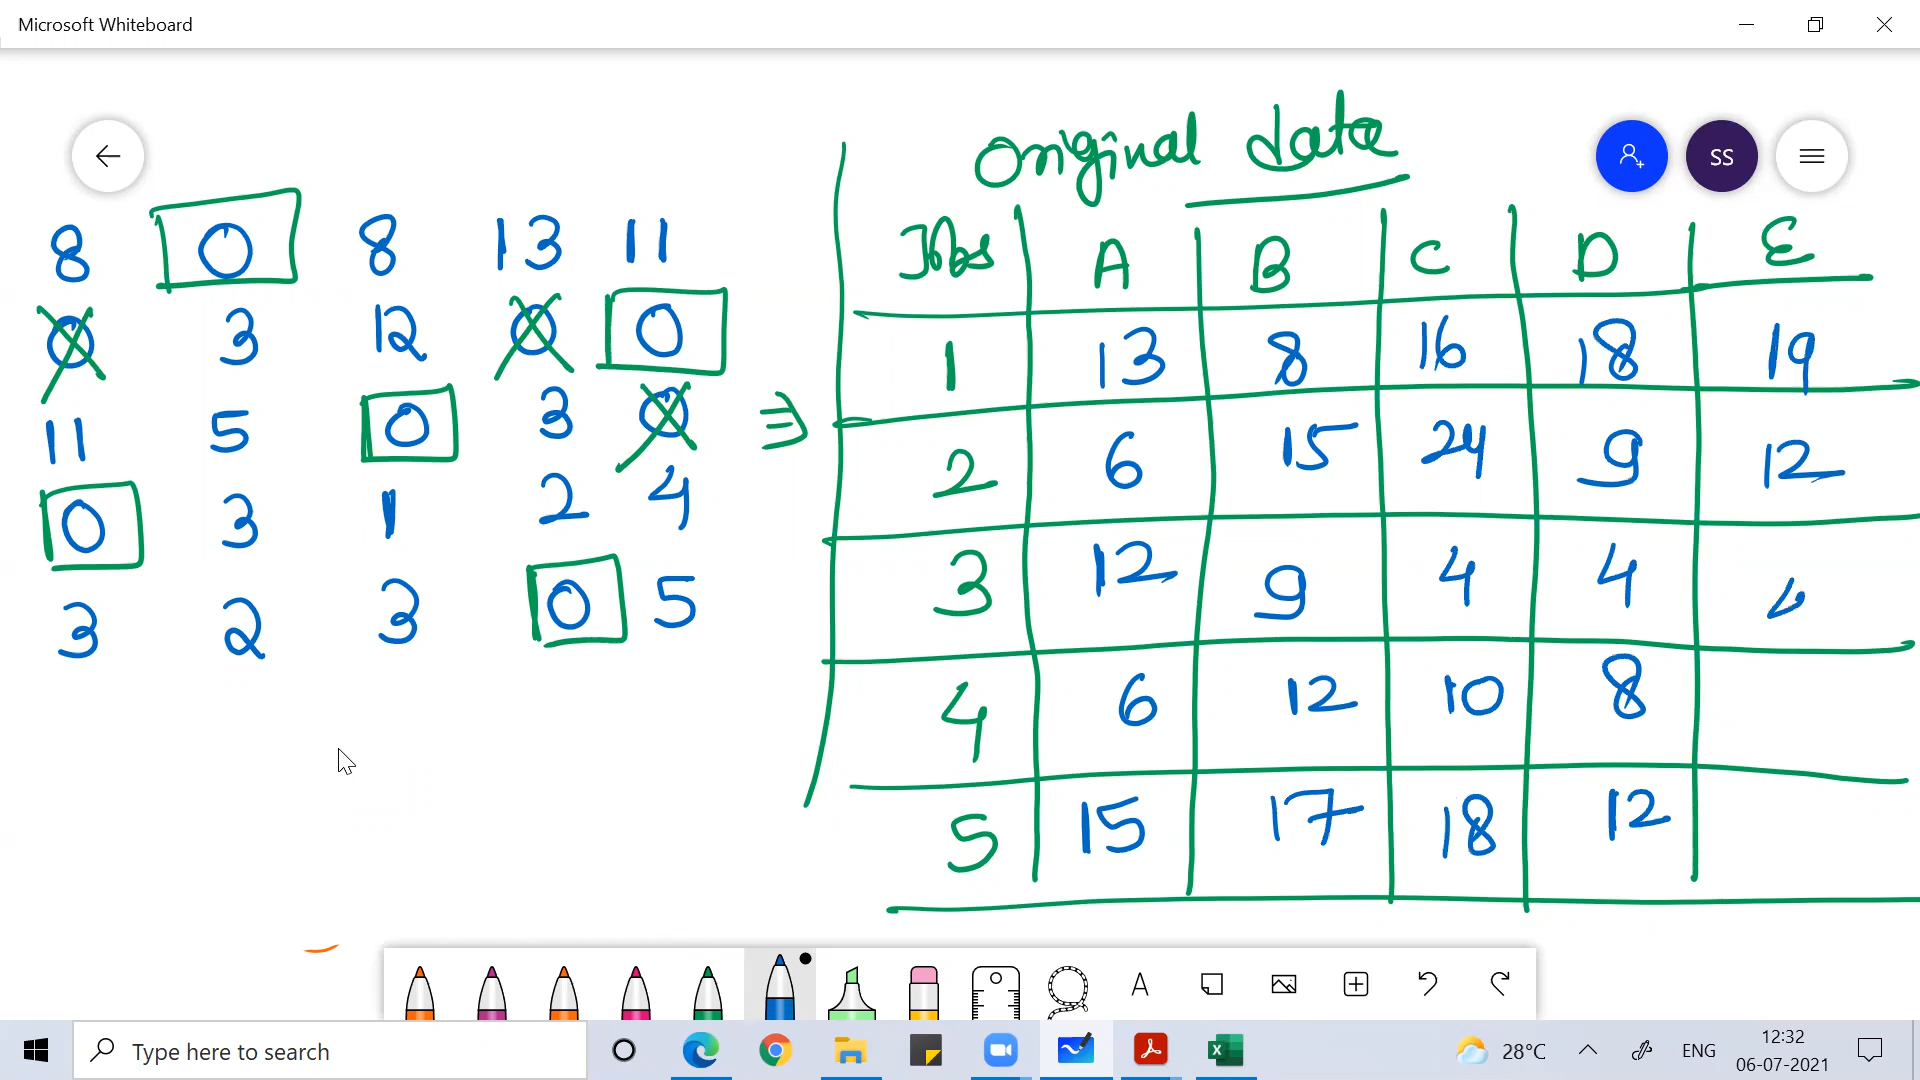 Microsoft Whiteboard
Original data
SS
8 0 8 13 11
0 3 12 0 0
11 5 0 3 0
0 3 1 2 4
3 2 3 0 5
Jobs A B C D E
1 13 8 16 18 19
2 6 15 24 9 12
3 12 9 4 4
4 6 12 10 8
5 15 17 18 12
A
Type here to search
28°C
ENG
12:32
06-07-2021